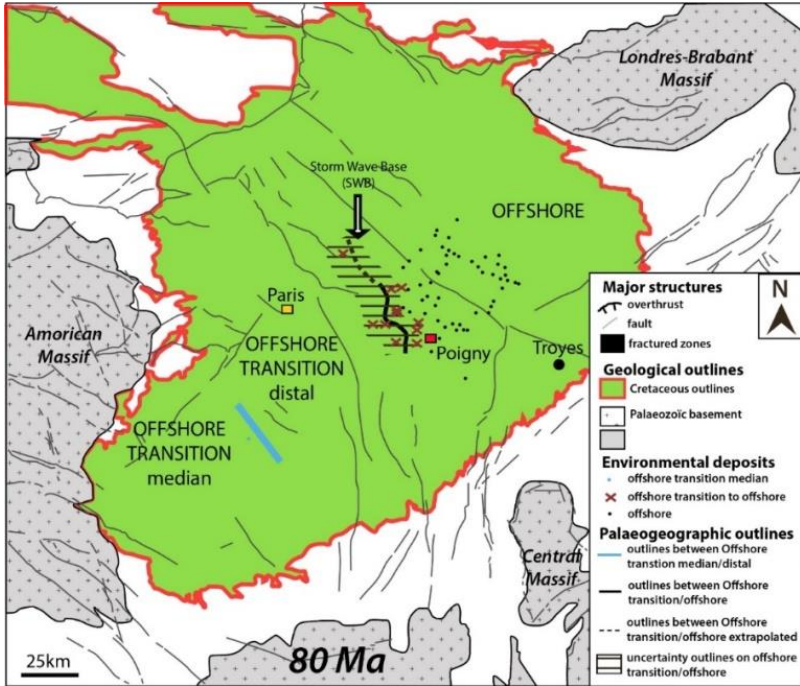 Londres-Brabant
Massif
Storm Wave Base
(SWB)
OFFSHORE
Paris
Amorican
Massif
OFFSHORE
TRANSITION
distal
Poigny
Troyes
OFFSHORE
TRANSITION
median
Central
Massif
25km
80 Ma
N
Major structures
overthrust
fault
fractured zones
Geological outlines
Cretaceous outlines
Palaeozoïc basement
Environmental deposits
offshore transition median
offshore transition to offshore
offshore
Palaeogeographic outlines
outlines between Offshore
transtion median/distal
outlines between Offshore
transition/offshore
outlines between Offshore
transition/offshore extrapolated
uncertainty outlines on offshore
transition/offshore